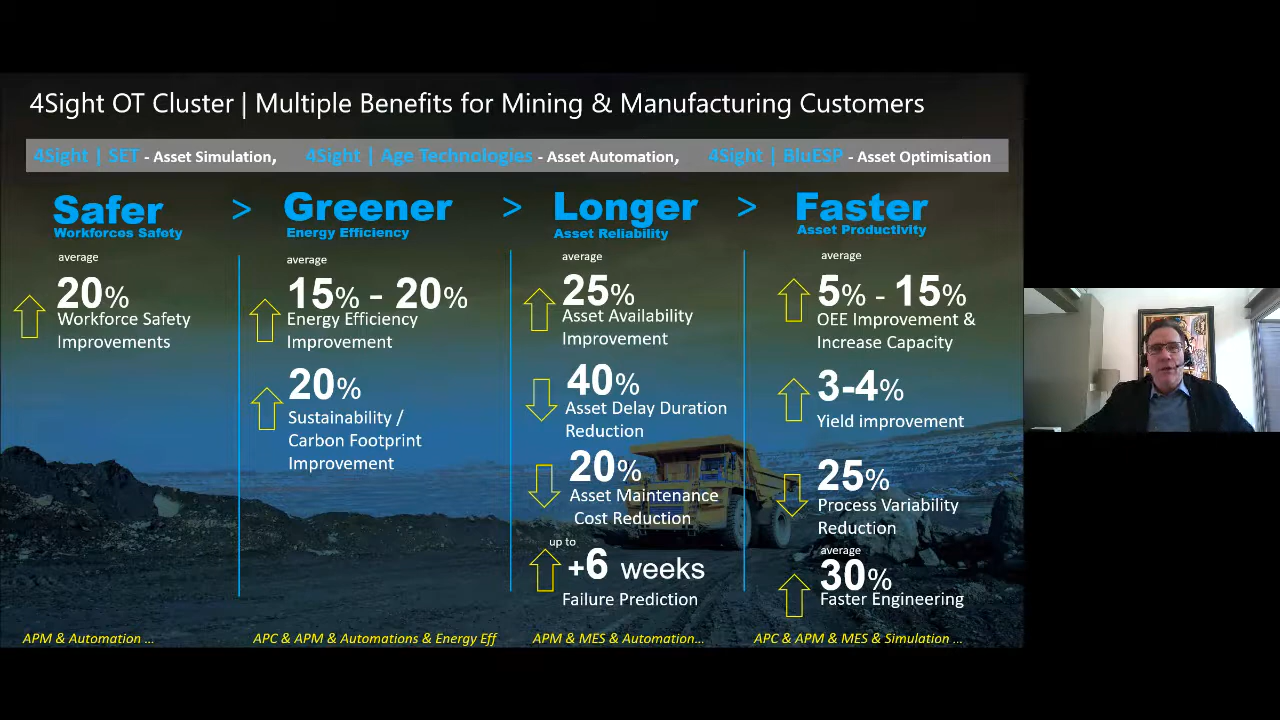 4Sight OT Cluster | Multiple Benefits for Mining & Manufacturing Customers
4Sight | SET - Asset Simulation, 4Sight | Age Technologies - Asset Automation, 4Sight | BluESP - Asset Optimisation
Safer > Greener > Longer > Faster
Workforces Safety
Energy Efficiency
Asset Reliability
Asset Productivity
average
20%
Workforce Safety
Improvements
average
15% - 20%
Energy Efficiency
Improvement
20%
Sustainability /
Carbon Footprint
Improvement
average
25%
Asset Availability
Improvement
40%
Asset Delay Duration
Reduction
20%
Asset Maintenance
Cost Reduction
up to
+6 weeks
Failure Prediction
average
5% - 15%
OEE Improvement &
Increase Capacity
3-4%
Yield improvement
25%
Process Variability
Reduction
average
30%
Faster Engineering
APM & Automation ...
APC & APM & Automations & Energy Eff
APM & MES & Automation...
APC & APM & MES & Simulation ...